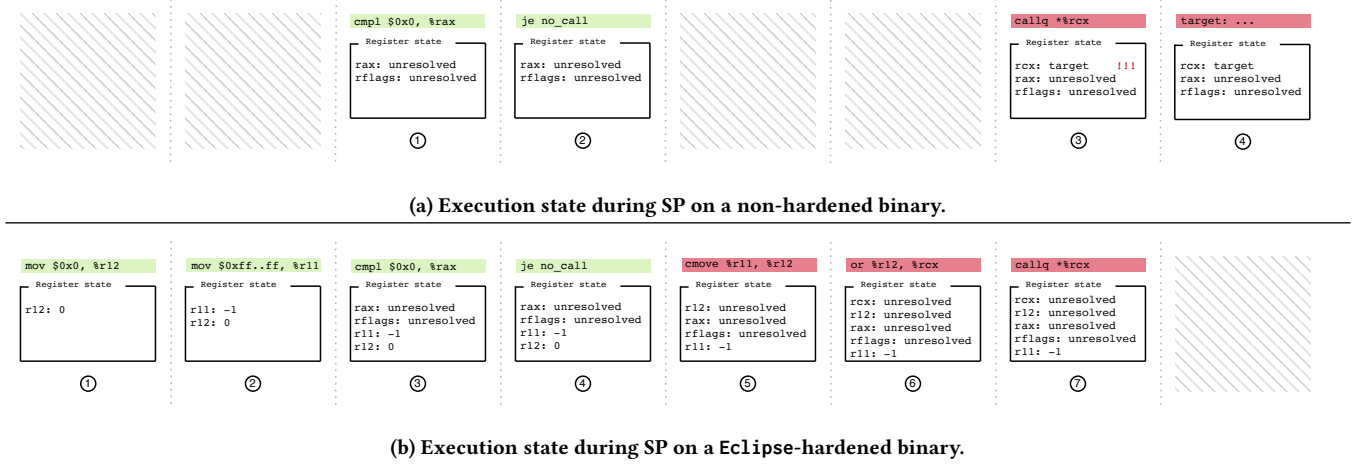 cmpl $0x0, %rax
Register state
rax: unresolved
rflags: unresolved
①
je no_call
Register state
rax: unresolved
rflags: unresolved
②
callq *%rcx
Register state
rcx: target !!!
rax: unresolved
rflags: unresolved
③
target: ...
Register state
rcx: target
rax: unresolved
rflags: unresolved
④
(a) Execution state during SP on a non-hardened binary.
mov $0x0, %r12
Register state
r12: 0
①
mov $0xff..ff, %r11
Register state
r11: -1
r12: 0
②
cmpl $0x0, %rax
Register state
rax: unresolved
rflags: unresolved
r11: -1
r12: 0
③
je no_call
Register state
rax: unresolved
rflags: unresolved
r11: -1
r12: 0
④
cmove %r11, %r12
Register state
r12: unresolved
rax: unresolved
rflags: unresolved
r11: -1
⑤
or %r12, %rcx
Register state
rcx: unresolved
r12: unresolved
rax: unresolved
rflags: unresolved
r11: -1
⑥
callq *%rcx
Register state
rcx: unresolved
r12: unresolved
rax: unresolved
rflags: unresolved
r11: -1
⑦
(b) Execution state during SP on a Eclipse-hardened binary.